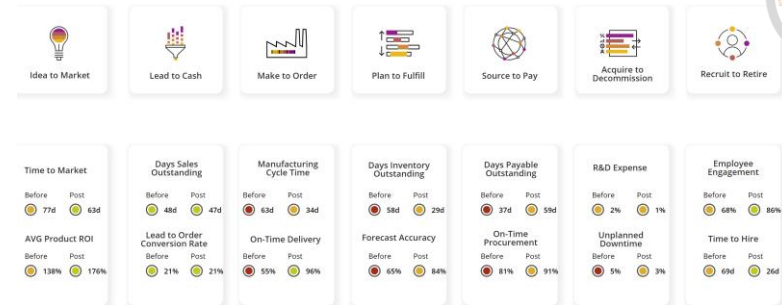 Idea to Market
Lead to Cash
Make to Order
Plan to Fulfill
Source to Pay
Acquire to
Decommission
Recruit to Retire
Time to Market
Before Post
77d 63d
AVG Product ROI
Before Post
138% 176%
Days Sales
Outstanding
Before Post
48d 47d
Lead to Order
Conversion Rate
Before Post
21% 21%
Manufacturing
Cycle Time
Before Post
63d 34d
On-Time Delivery
Before Post
55% 96%
Days Inventory
Outstanding
Before Post
58d 29d
Forecast Accuracy
Before Post
65% 84%
Days Payable
Outstanding
Before Post
37d 59d
On-Time
Procurement
Before Post
81% 91%
R&D Expense
Before Post
2% 1%
Unplanned
Downtime
Before Post
5% 3%
Employee
Engagement
Before Post
68% 86%
Time to Hire
Before Post
69d 26d